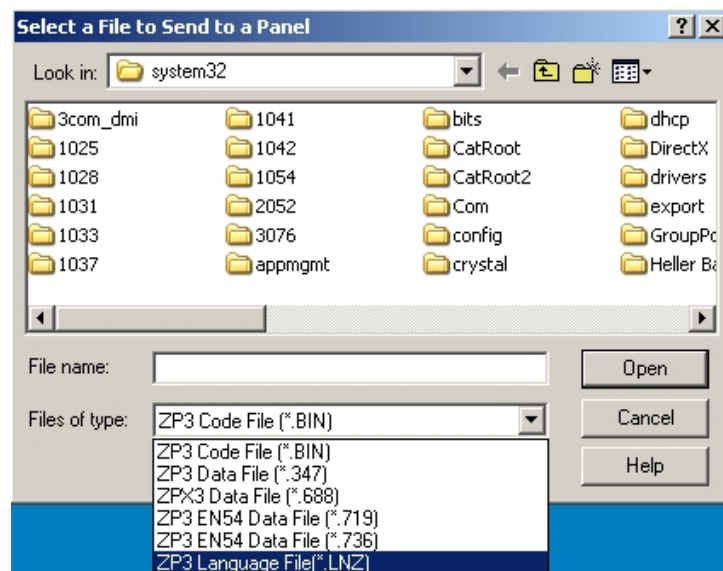 Select a File to Send to a Panel
Look in: system32
3com_dmi 1041 bits dhcp
1025 1042 CatRoot DirectX
1028 1054 CatRoot2 drivers
1031 2052 Com export
1033 3076 config GroupPo
1037 appmgmt crystal Heller Ba
File name: Open
Files of type: ZP3 Code File (*.BIN) Cancel
ZP3 Code File (*.BIN)
ZP3 Data File (*.347) Help
ZPX3 Data File (*.688)
ZP3 EN54 Data File (*.719)
ZP3 EN54 Data File (*.736)
ZP3 Language File(*.LNZ)